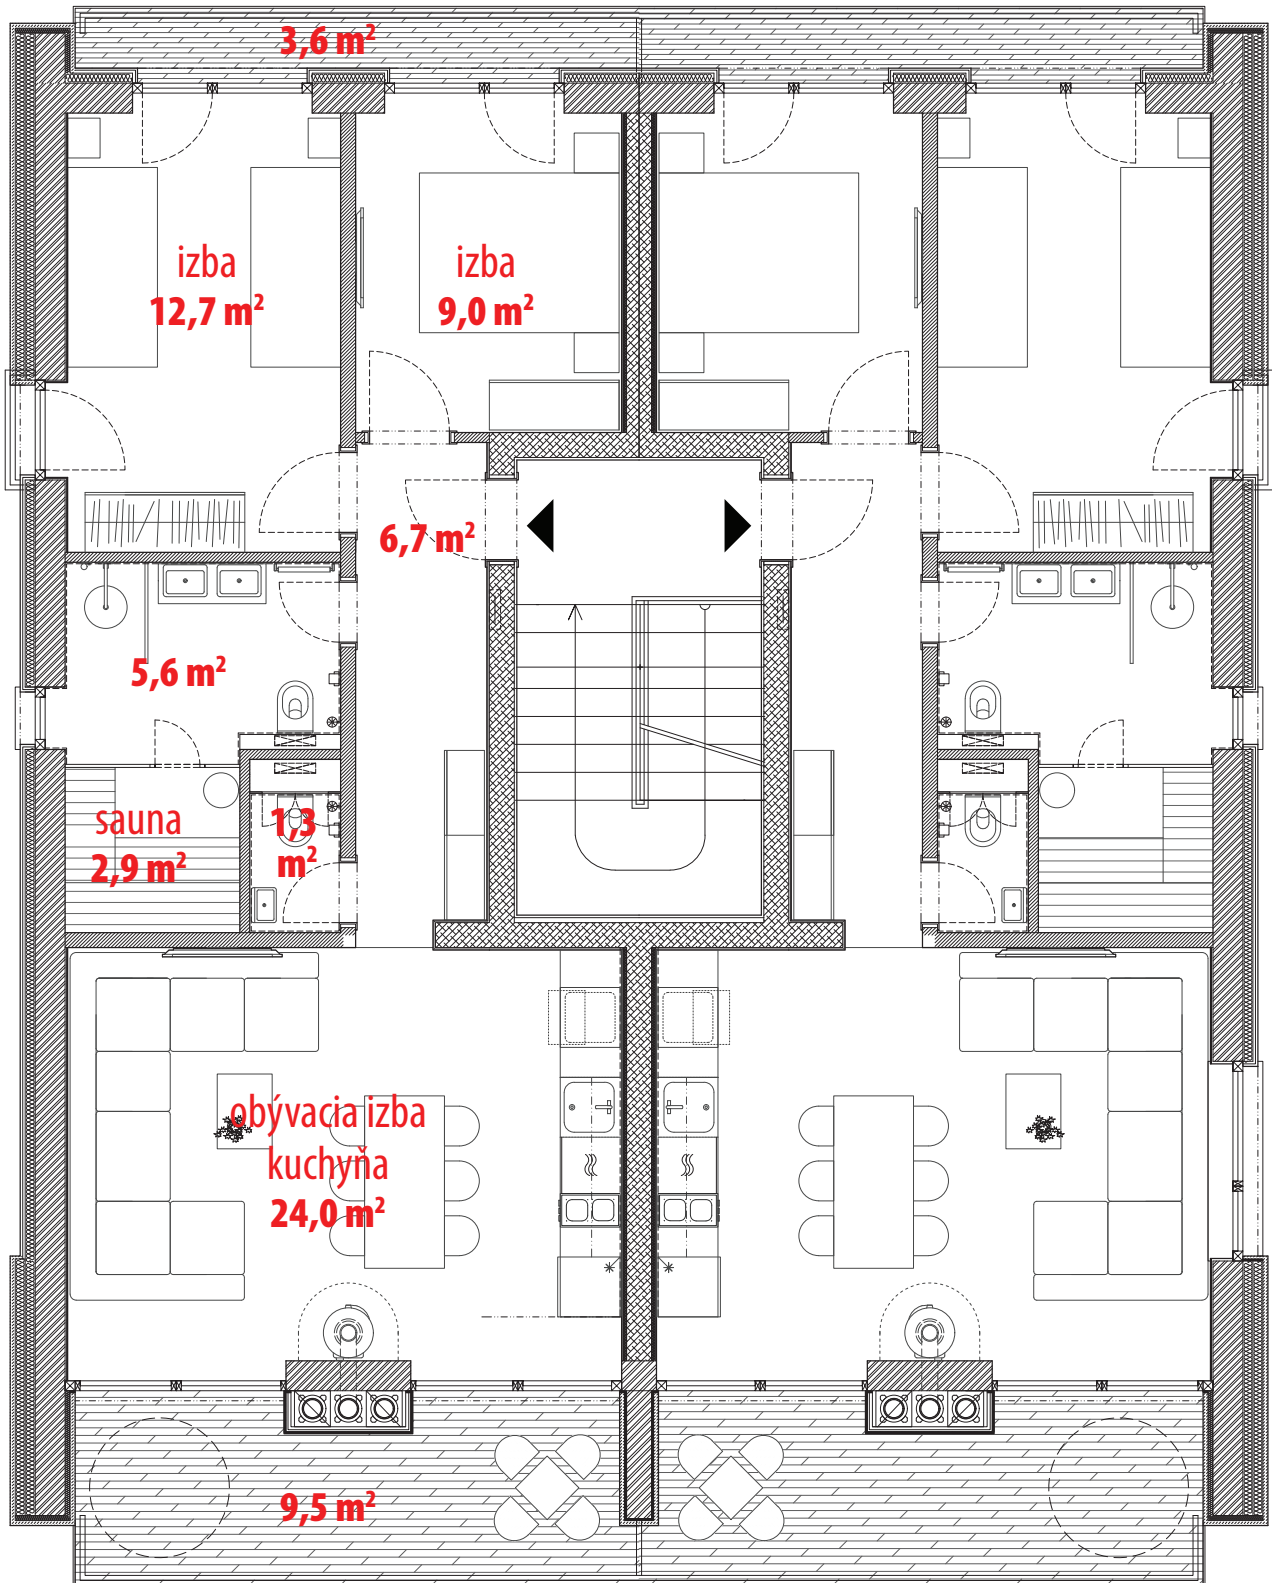 3,6 m²
izba
12,7 m²
izba
9,0 m²
6,7 m²
5,6 m²
sauna
2,9 m²
1,3
m²
obývacia izba
kuchyňa
24,0 m²
9,5 m²